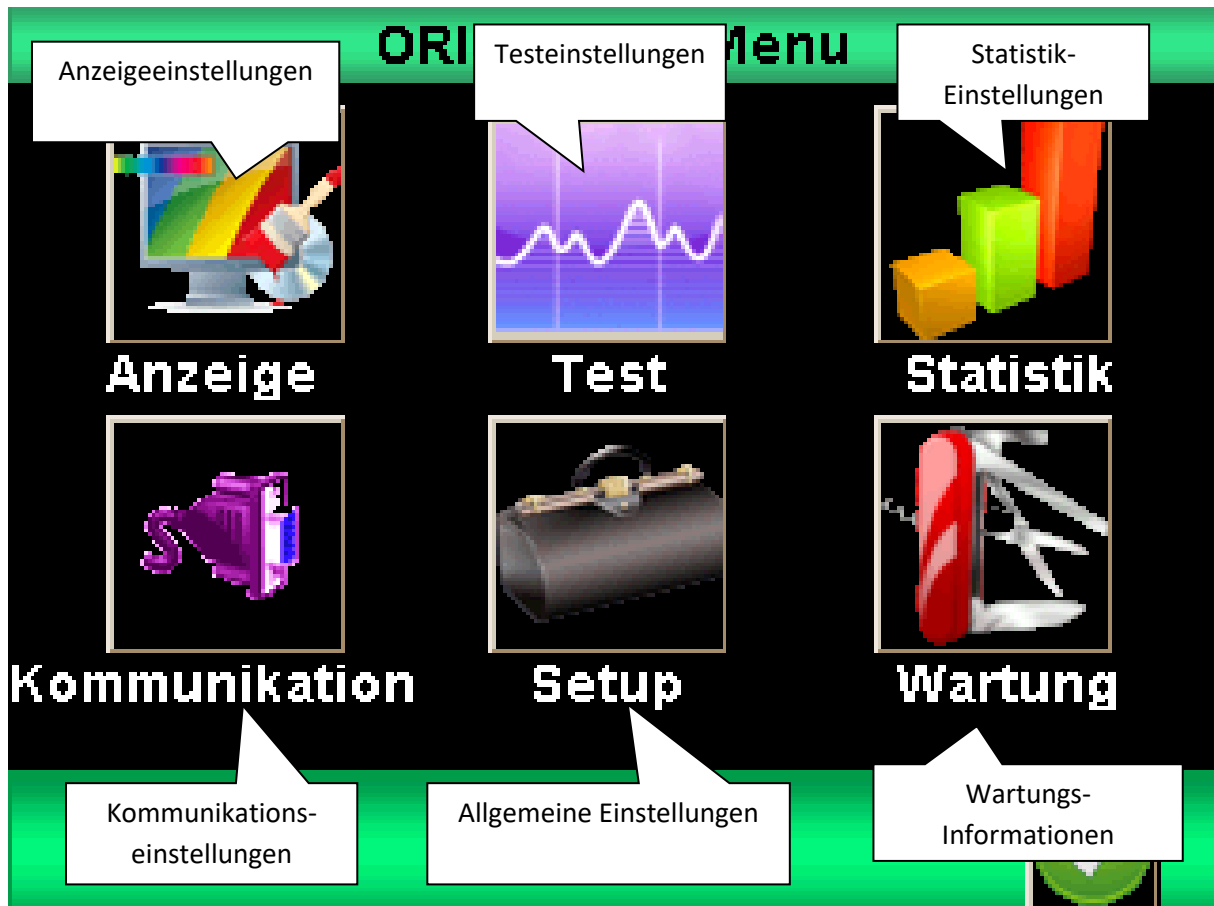 ORI Menu
Anzeigeeinstellungen
Testeinstellungen
Statistik-
Einstellungen
Anzeige
Test
Statistik
Kommunikation
Setup
Wartung
Kommunikations-
einstellungen
Allgemeine Einstellungen
Wartungs-
Informationen